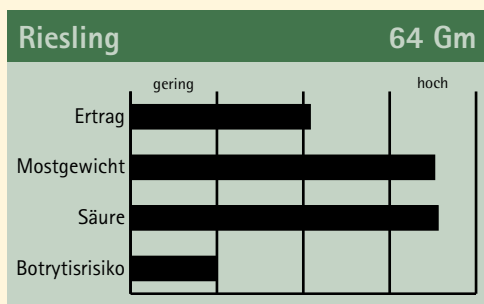 Riesling 64 Gm
gering hoch
Ertrag
Mostgewicht
Säure
Botrytisrisiko